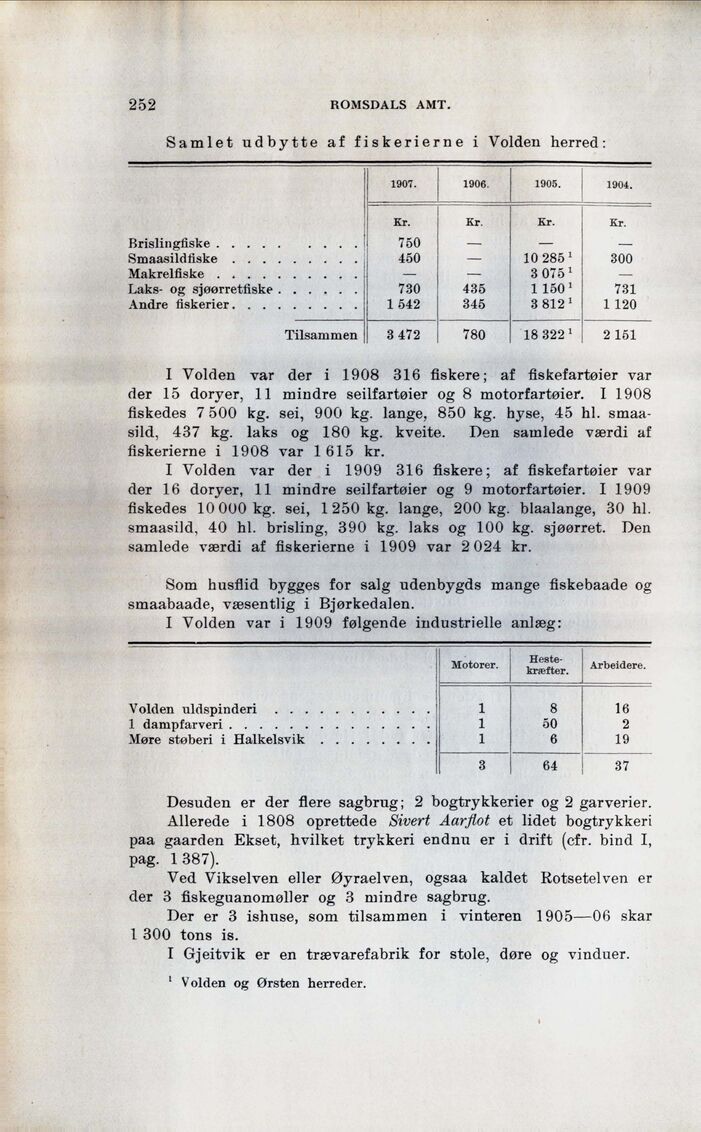 252 ROMSDALS AMT.
Samlet udbytte af fiskerierne i Volden herred:
1907. 1906. 1905. 1904.
Kr. Kr. Kr. Kr.
Brislingfiske . . . . . . . . . 750 — — —
Smaasildfiske . . . . . . . . . 450 — 10 285 ¹ 300
Makrelfiske . . . . . . . . . . — — 3 075 ¹ —
Laks- og sjøørretfiske . . . . . . 730 435 1 150 ¹ 731
Andre fiskerier. . . . . . . . . 1 542 345 3 812 ¹ 1 120
Tilsammen 3 472 780 18 322 ¹ 2 151
I Volden var der i 1908 316 fiskere; af fiskefartøier var
der 15 doryer, 11 mindre seilfartøier og 8 motorfartøier. I 1908
fiskedes 7 500 kg. sei, 900 kg. lange, 850 kg. hyse, 45 hl. smaa-
sild, 437 kg. laks og 180 kg. kveite. Den samlede værdi af
fiskerierne i 1908 var 1 615 kr.
I Volden var der i 1909 316 fiskere; af fiskefartøier var
der 16 doryer, 11 mindre seilfartøier og 9 motorfartøier. I 1909
fiskedes 10 000 kg. sei, 1 250 kg. lange, 200 kg. blaalange, 30 hl.
smaasild, 40 hl. brisling, 390 kg. laks og 100 kg. sjøørret. Den
samlede værdi af fiskerierne i 1909 var 2 024 kr.
Som husflid bygges for salg udenbygds mange fiskebaade og
smaabaade, væsentlig i Bjørkedalen.
I Volden var i 1909 følgende industrielle anlæg:
Motorer. Heste- Arbeidere.
kræfter.
Volden uldspinderi . . . . . . . . . . 1 8 16
1 dampfarveri . . . . . . . . . . . . . 1 50 2
Møre støberi i Halkelsvik . . . . . . . . 1 6 19
3 64 37
Desuden er der flere sagbrug; 2 bogtrykkerier og 2 garverier.
Allerede i 1808 oprettede Sivert Aarflot et lidet bogtrykkeri
paa gaarden Ekset, hvilket trykkeri endnu er i drift (cfr. bind I,
pag. 1 387).
Ved Vikselven eller Øyraelven, ogsaa kaldet Rotsetelven er
der 3 fiskeguanomøller og 3 mindre sagbrug.
Der er 3 ishuse, som tilsammen i vinteren 1905—06 skar
1 300 tons is.
I Gjeitvik er en trævarefabrik for stole, døre og vinduer.
¹ Volden og Ørsten herreder.